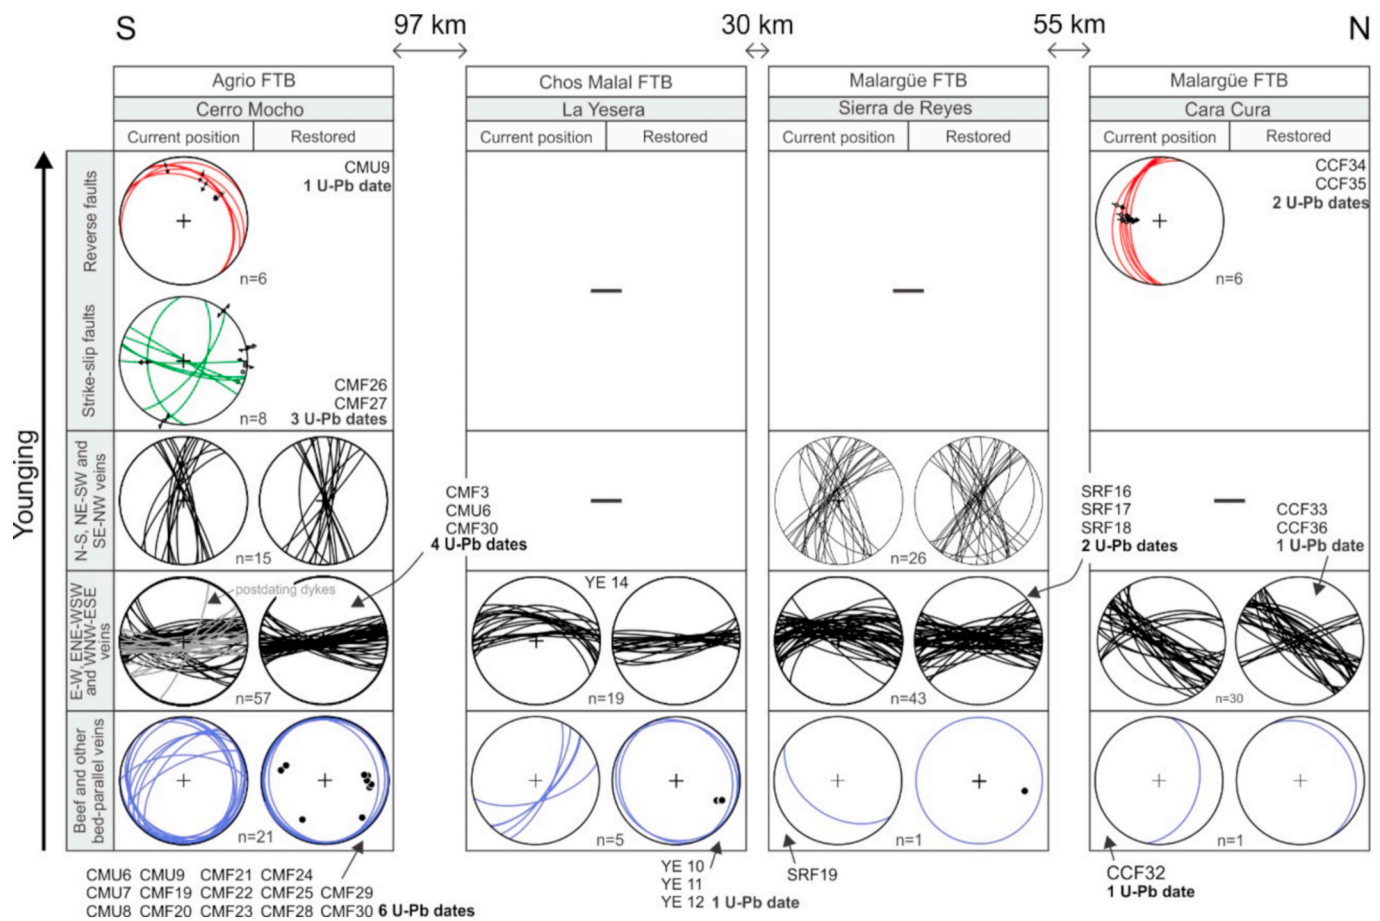 S
97 km
30 km
55 km
N
Agrio FTB
Chos Malal FTB
Malargüe FTB
Malargüe FTB
Cerro Mocho
La Yesera
Sierra de Reyes
Cara Cura
Current position
Restored
Current position
Restored
Current position
Restored
Current position
Restored
Younging
Reverse faults
CMU9
1 U-Pb date
n=6
CCF34
CCF35
2 U-Pb dates
n=6
Strike-slip faults
CMF26
CMF27
3 U-Pb dates
n=8
N-S, NE-SW and
SE-NW veins
n=15
CMF3
CMU6
CMF30
4 U-Pb dates
n=26
SRF16
SRF17
SRF18
2 U-Pb dates
CCF33
CCF36
1 U-Pb date
E-W, ENE-WSW
and WNW-ESE
veins
postdating dykes
n=57
YE 14
n=19
n=43
n=30
Beef and other
bed-parallel veins
n=21
n=5
n=1
n=1
CMU6 CMU9 CMF21 CMF24
CMU7 CMF19 CMF22 CMF25 CMF29
CMU8 CMF20 CMF23 CMF28 CMF30 6 U-Pb dates
YE 10
YE 11
YE 12 1 U-Pb date
SRF19
CCF32
1 U-Pb date